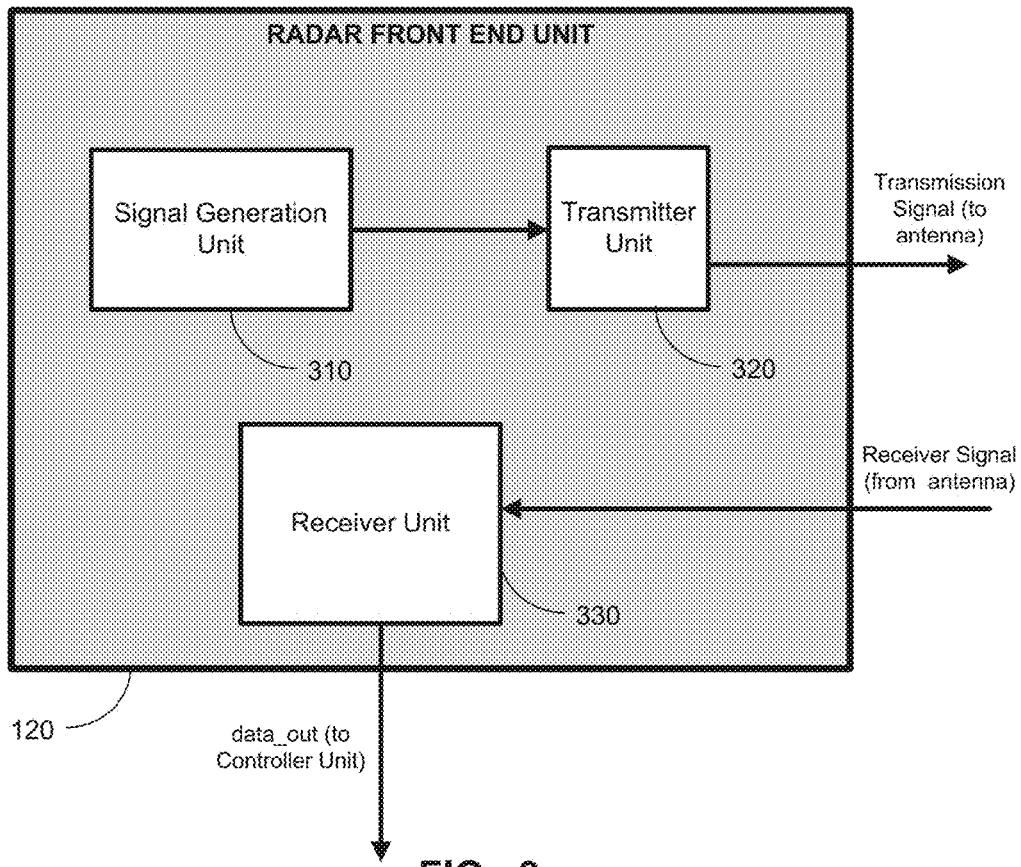 RADAR FRONT END UNIT
Signal Generation
Unit
Transmitter
Unit
Transmission
Signal (to
antenna)
310
320
Receiver Signal
(from antenna)
Receiver Unit
330
120
data_out (to
Controller Unit)
FIG.